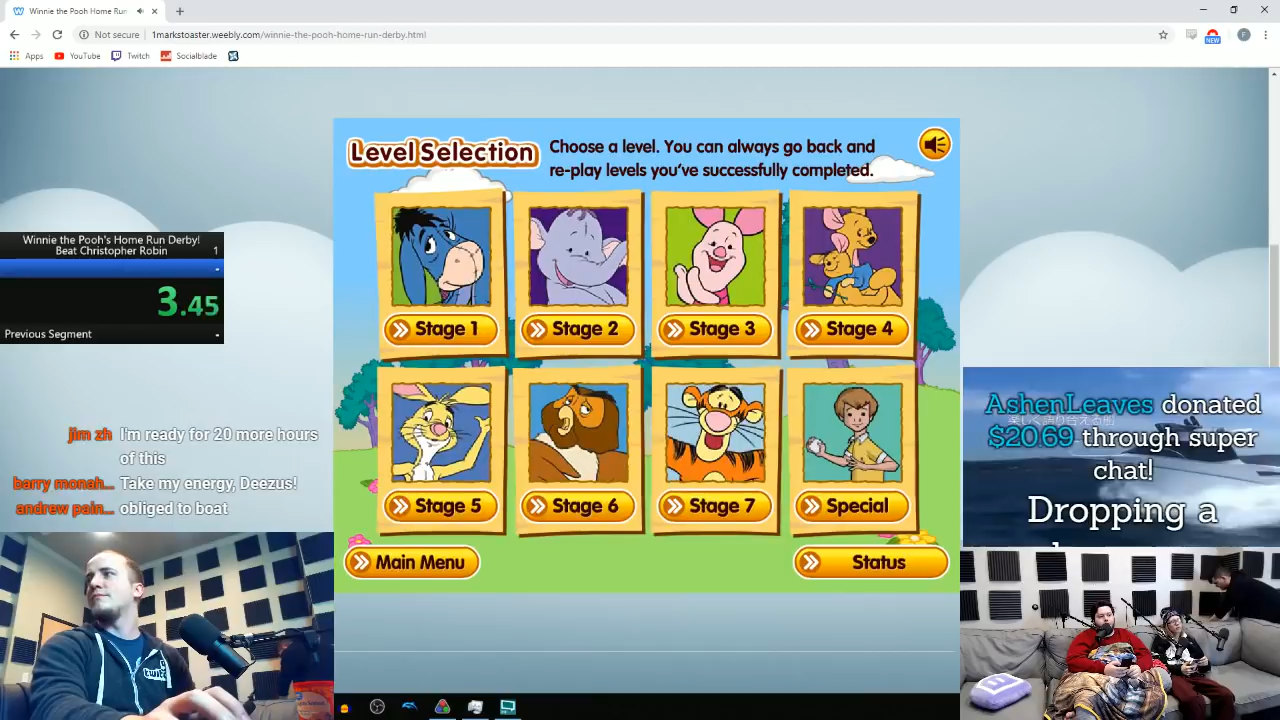 Winnie the Pooh Home Run
Not secure | 1markstoaster.weebly.com/winnie-the-pooh-home-run-derby.html
NEW
F
Apps YouTube Twitch Socialblade
Level Selection
Choose a level. You can always go back and
re-play levels you've successfully completed.
Winnie the Pooh's Home Run Derby!
Beat Christopher Robin 1
-
3.45
Previous Segment -
Stage 1
Stage 2
Stage 3
Stage 4
Stage 5
Stage 6
Stage 7
Special
Main Menu
Status
jim zh I'm ready for 20 more hours
of this
barry monah... Take my energy, Deezus!
andrew pain... obliged to boat
AshenLeaves donated
$20.69 through super
chat!
Dropping a
twitch